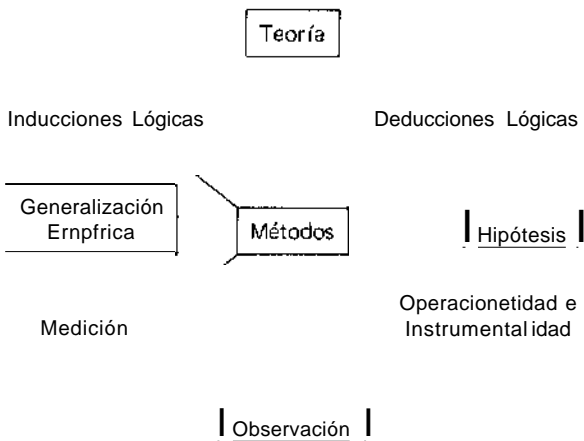 Teoría
Inducciones Lógicas
Deducciones Lógicas
Generalización
Ernpfrica
Métodos
Hipótesis
Operacionetidad e
Instrumental idad
Medición
Observación